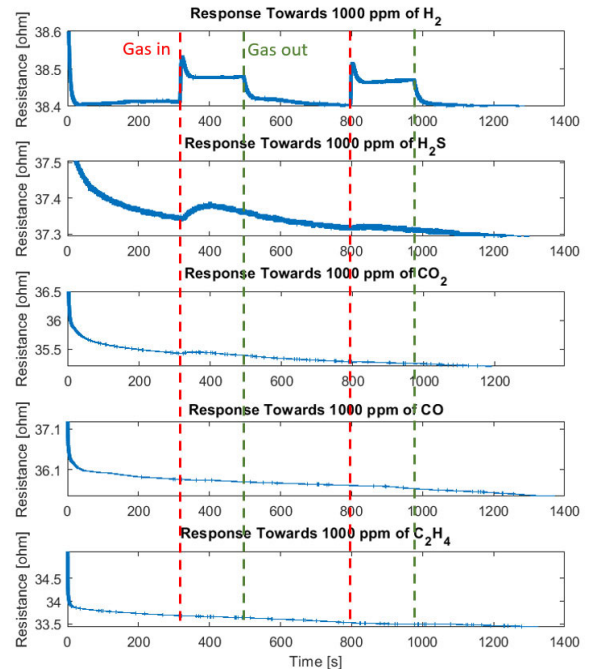 Response Towards 1000 ppm of H₂
Resistance [ohm]
38.6
38.5
38.4
Gas in
Gas out
0 200 400 600 800 1000 1200 1400
Response Towards 1000 ppm of H₂S
Resistance [ohm]
37.5
37.4
37.3
0 200 400 600 800 1000 1200 1400
Response Towards 1000 ppm of CO₂
Resistance [ohm]
36.5
36
35.5
0 200 400 600 800 1000 1200 1400
Response Towards 1000 ppm of CO
Resistance [ohm]
37.1
36.1
0 200 400 600 800 1000 1200 1400
Response Towards 1000 ppm of C₂H₄
Resistance [ohm]
34.5
34
33.5
0 200 400 600 800 1000 1200 1400
Time [s]